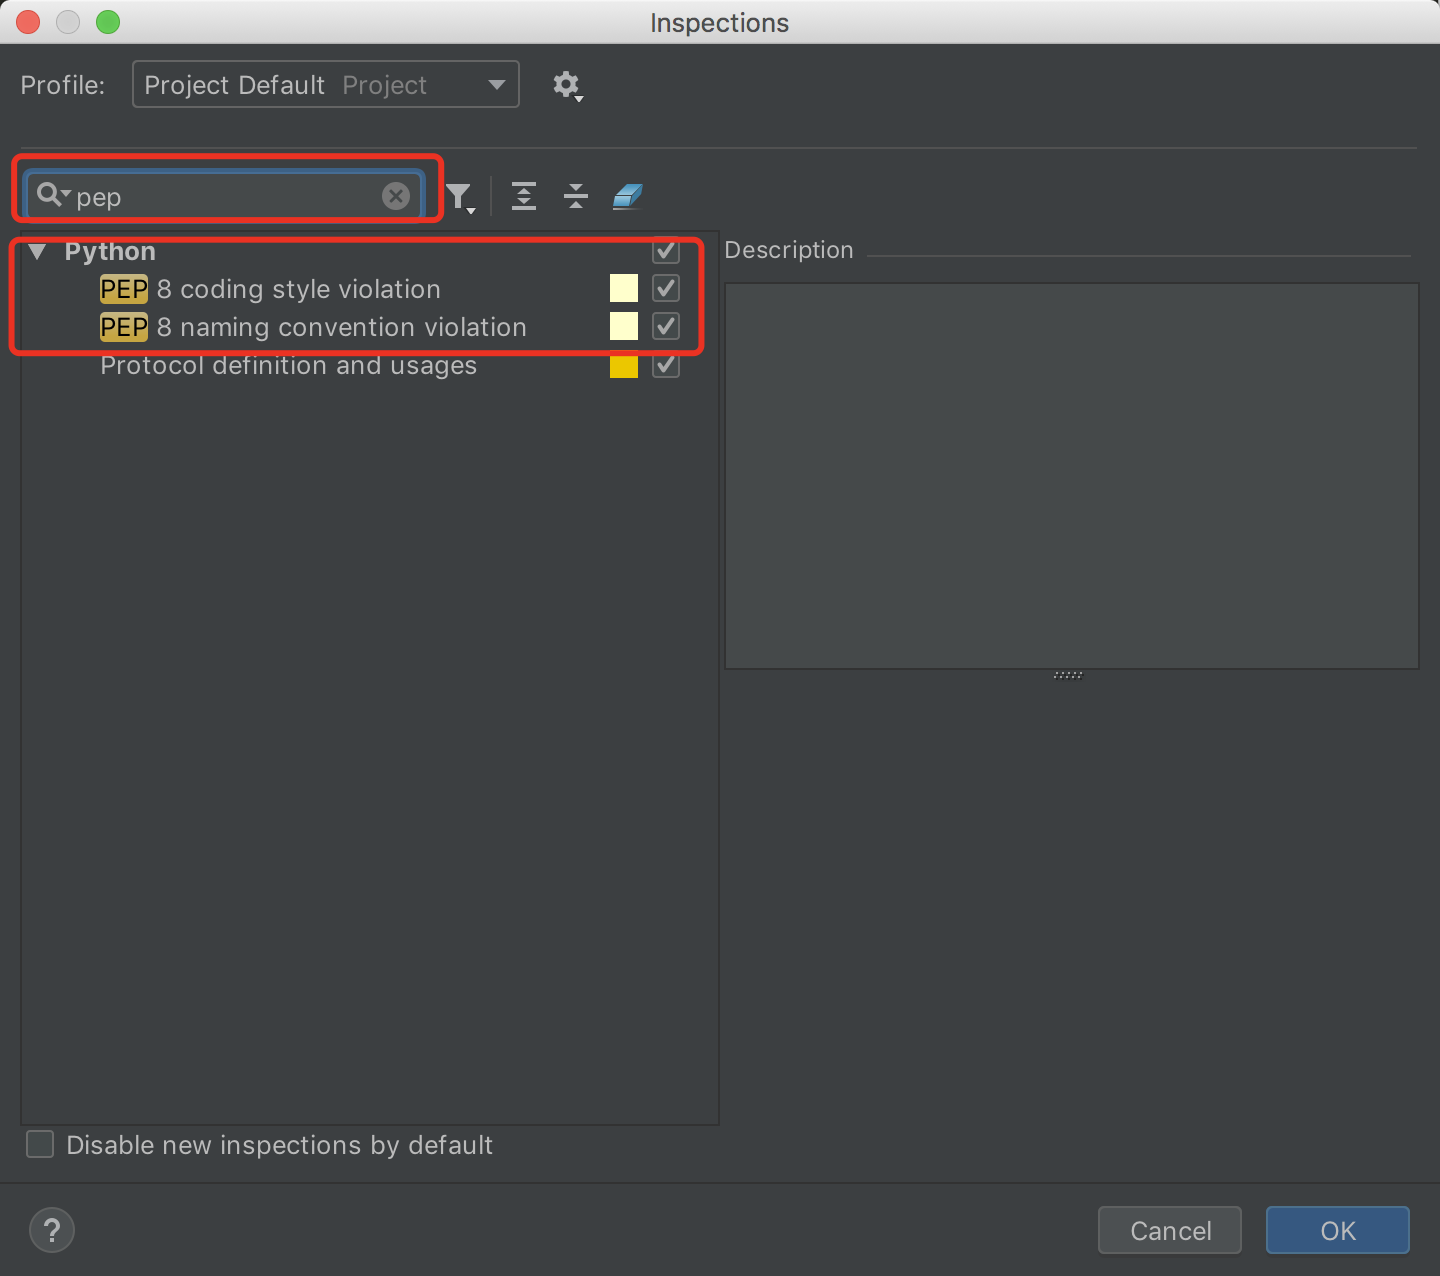 Inspections
Profile: Project Default Project
pep
Python
PEP 8 coding style violation
PEP 8 naming convention violation
Protocol definition and usages
Description
Disable new inspections by default
? Cancel OK